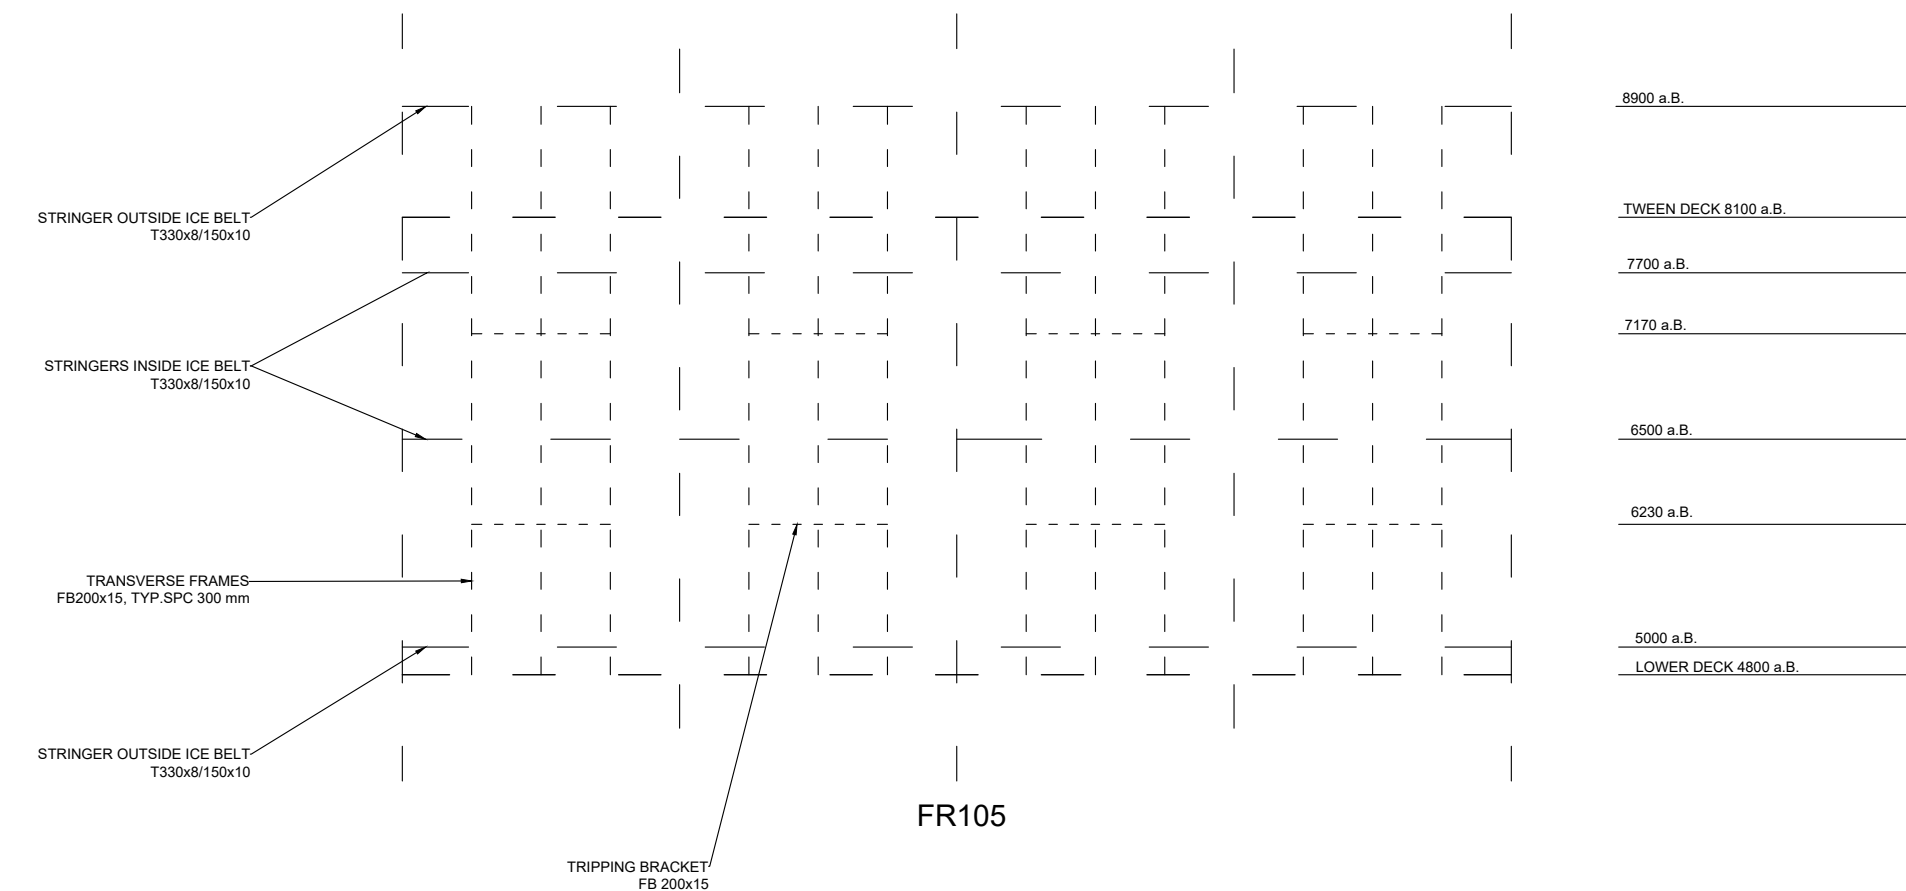 8900 a.B.
STRINGER OUTSIDE ICE BELT
T330x8/150x10
TWEEN DECK 8100 a.B.
7700 a.B.
7170 a.B.
STRINGERS INSIDE ICE BELT
T330x8/150x10
6500 a.B.
6230 a.B.
TRANSVERSE FRAMES
FB200x15, TYP.SPC 300 mm
5000 a.B.
LOWER DECK 4800 a.B.
STRINGER OUTSIDE ICE BELT
T330x8/150x10
FR105
TRIPPING BRACKET
FB 200x15